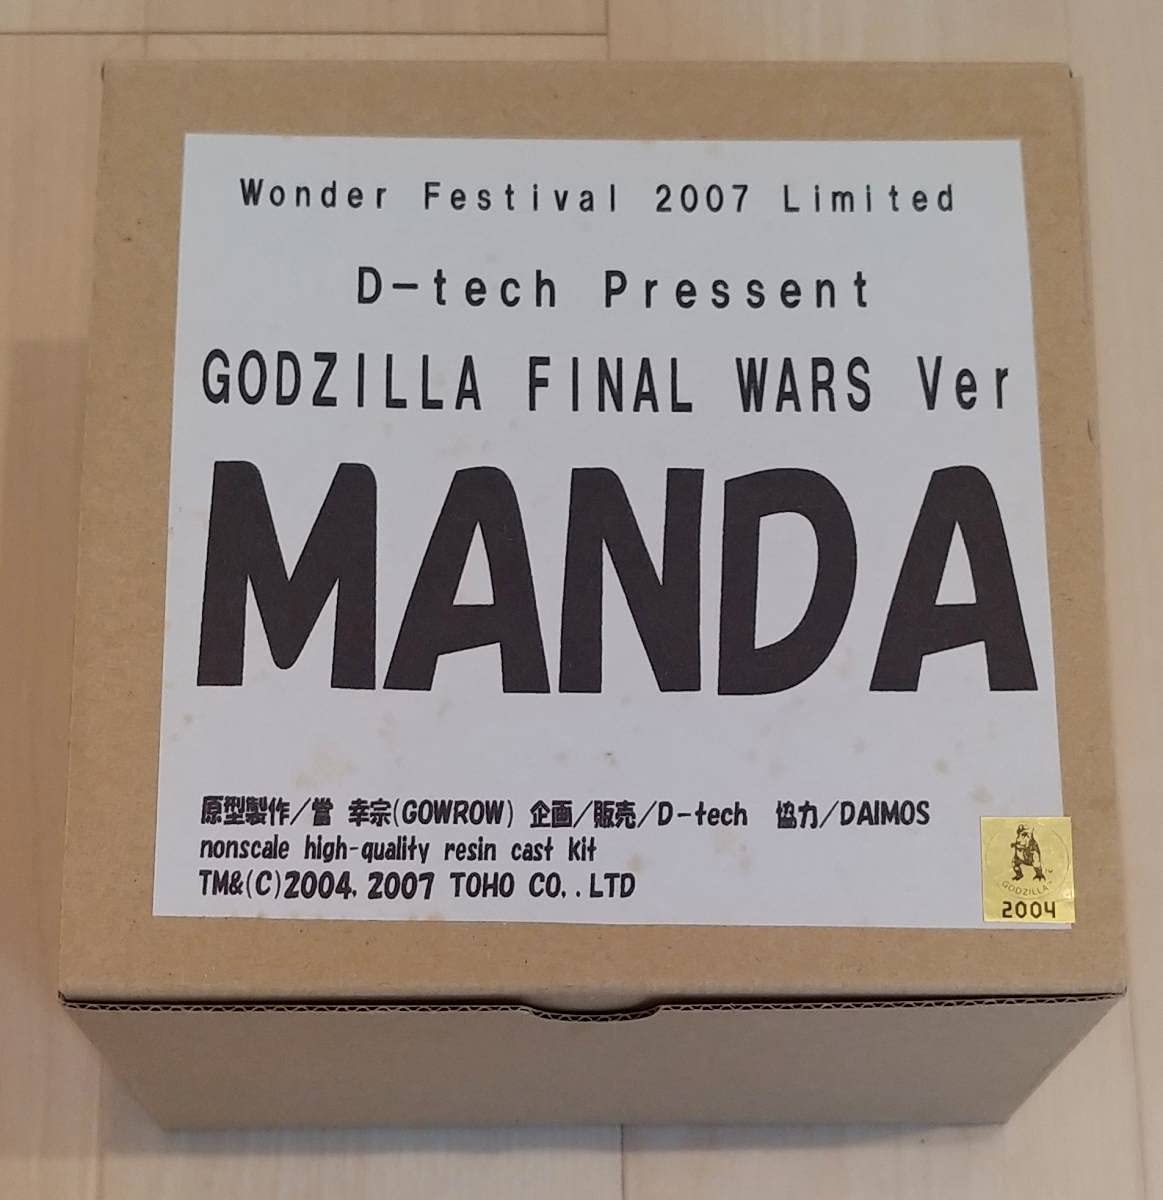 Wonder Festival 2007 Limited
D-tech Pressent
GODZILLA FINAL WARS Ver
MANDA
原型製作/當 幸宗(GOWROW) 企画/販売/D-tech 協力/DAIMOS
nonscale high-quality resin cast kit
TM&(C)2004, 2007 TOHO CO,.LTD
GODZILLA
2004